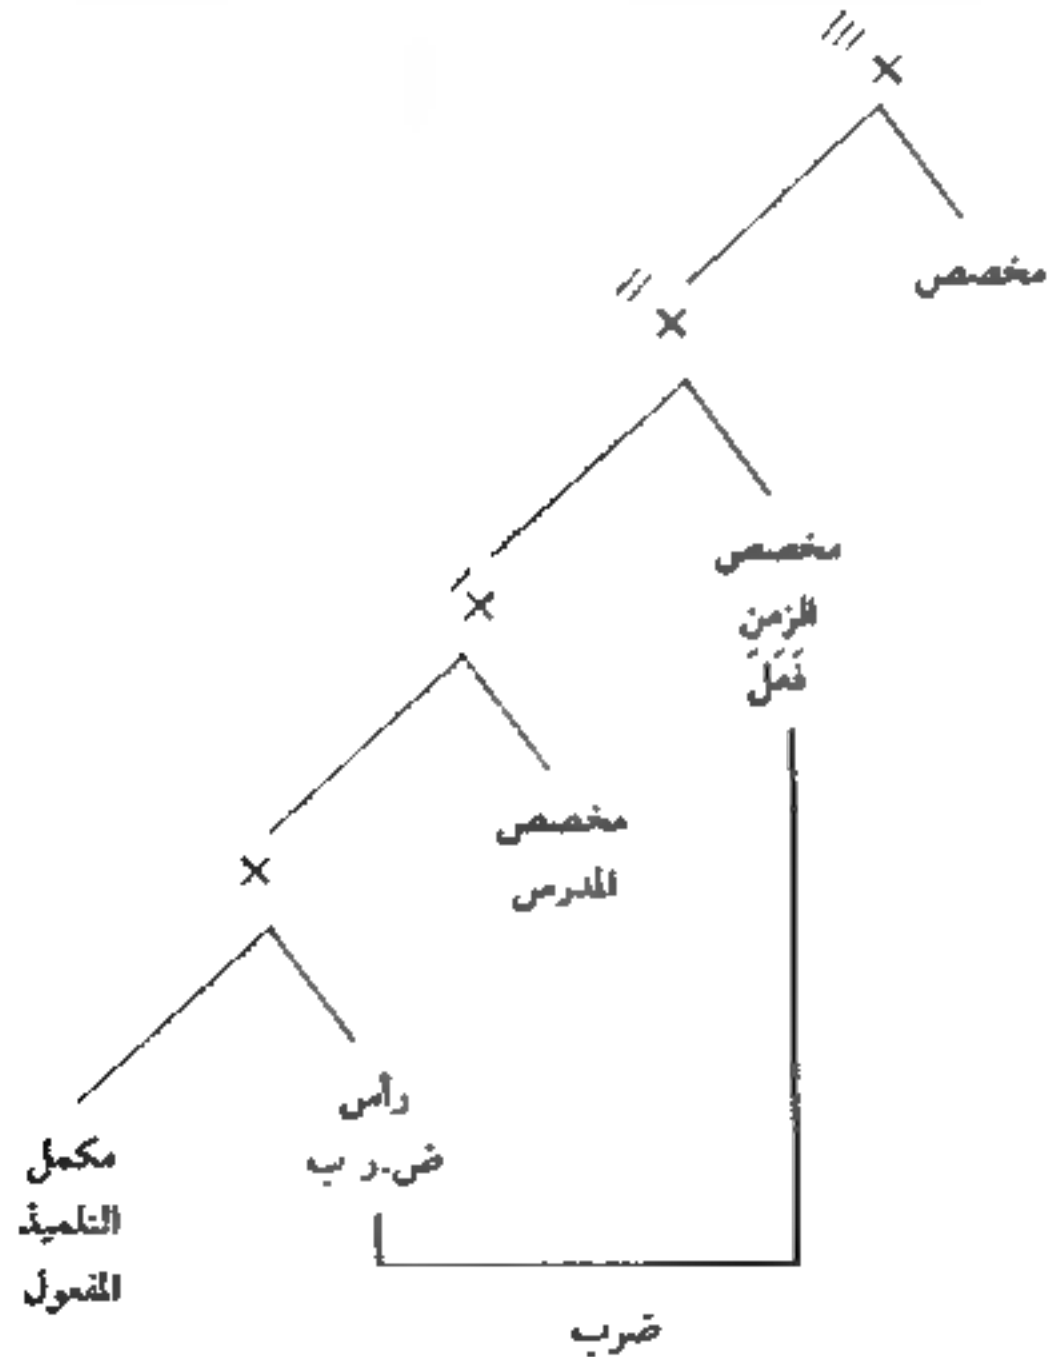 ///
×
مخصص
//
×
مخصص
الزمن
فَعَلَ
/
×
مخصص
المدرس
×
رأس
ض.ر ب
مكمل
التلميذ
المفعول
ضرب